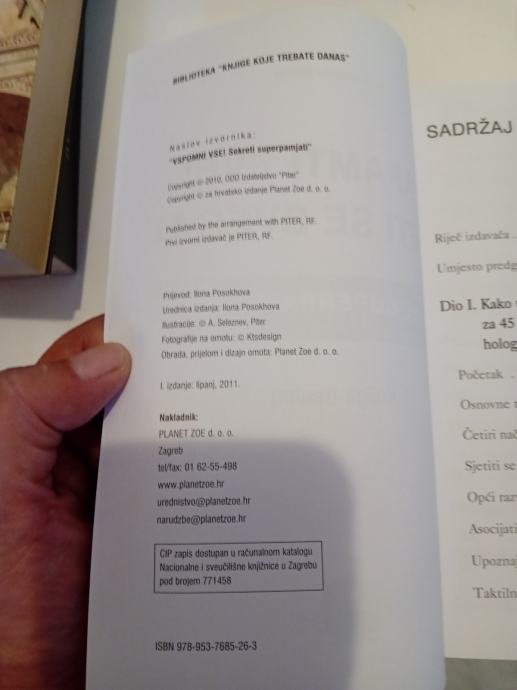 BIBLIOTEKA "KNJIGE KOJE TREBATE DANAS"
Naslov izvornika:
"VSPOMNI VSE! Sekreti superpamjati"
Copyright © 2010, OOO Izdateljstvo "Piter"
Copyright © za hrvatsko izdanje Planet Zoe d. o. o.
Published by the arrangement with PITER, RF.
Prvi izvorni izdavač je PITER, RF.
Prijevod: Ilona Posokhova
Urednica izdanja: Ilona Posokhova
Ilustracije: © A. Seleznev, Piter
Fotografije na omotu: © Ktsdesign
Obrada, prijelom i dizajn omota: Planet Zoe d. o. o.
I. izdanje: lipanj, 2011.
Nakladnik:
PLANET ZOE d. o. o.
Zagreb
tel/fax: 01 62-55-498
www.planetzoe.hr
urednistvo@planetzoe.hr
narudzbe@planetzoe.hr
CIP zapis dostupan u računalnom katalogu
Nacionalne i sveučilišne knjižnice u Zagrebu
pod brojem 771458
ISBN 978-953-7685-26-3
SADRŽAJ
Riječ izdavača .
Umjesto predg
Dio I. Kako
za 45
holog
Početak .
Osnovne
Četiri nač
Sjetiti se
Opći raz
Asocijati
Upoznaj
Taktiln